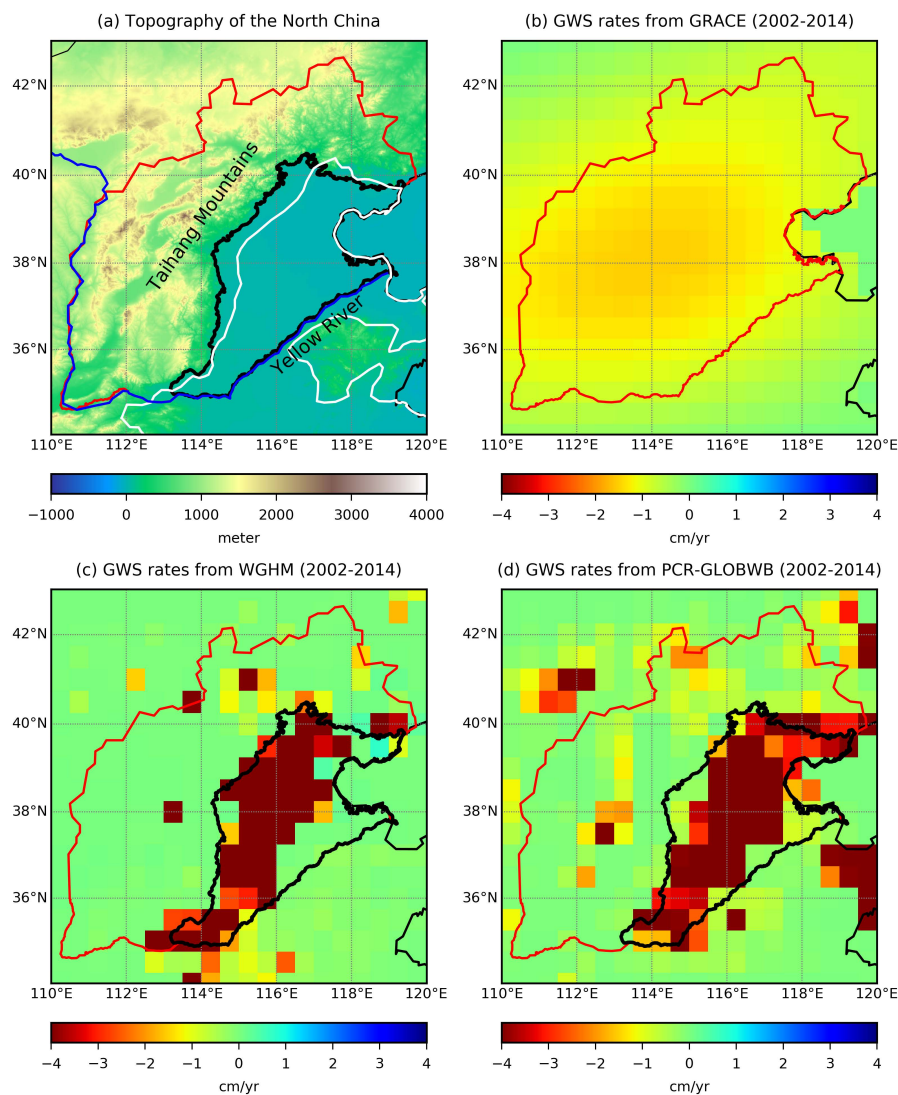 (a) Topography of the North China
42°N
40°N
38°N
36°N
Taihang Mountains
Yellow River
110°E 112°E 114°E 116°E 118°E 120°E
−1000 0 1000 2000 3000 4000
meter
(b) GWS rates from GRACE (2002-2014)
42°N
40°N
38°N
36°N
110°E 112°E 114°E 116°E 118°E 120°E
−4 −3 −2 −1 0 1 2 3 4
cm/yr
(c) GWS rates from WGHM (2002-2014)
42°N
40°N
38°N
36°N
110°E 112°E 114°E 116°E 118°E 120°E
−4 −3 −2 −1 0 1 2 3 4
cm/yr
(d) GWS rates from PCR-GLOBWB (2002-2014)
42°N
40°N
38°N
36°N
110°E 112°E 114°E 116°E 118°E 120°E
−4 −3 −2 −1 0 1 2 3 4
cm/yr